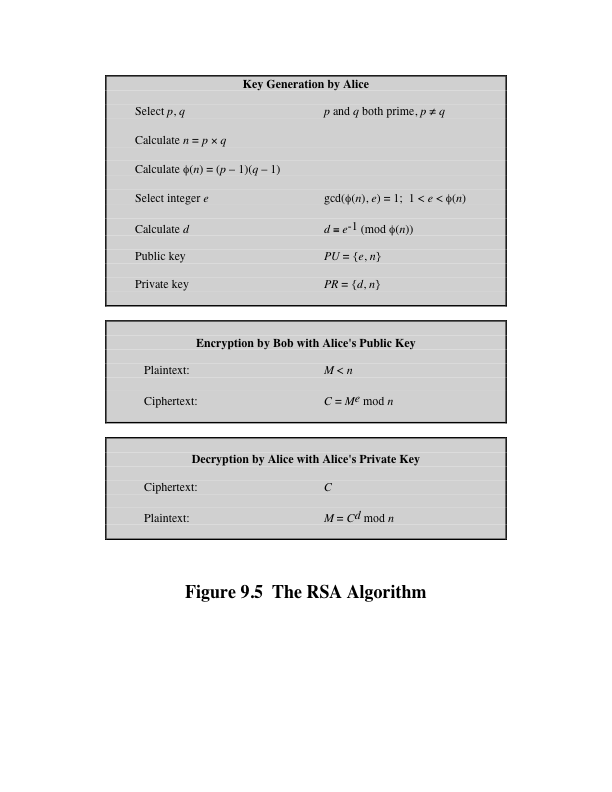 Key Generation by Alice
Select p, q p and q both prime, p ≠ q
Calculate n = p × q
Calculate ϕ(n) = (p – 1)(q – 1)
Select integer e gcd(ϕ(n), e) = 1; 1 < e < ϕ(n)
Calculate d d ≡ e-1 (mod ϕ(n))
Public key PU = {e, n}
Private key PR = {d, n}
Encryption by Bob with Alice's Public Key
Plaintext: M < n
Ciphertext: C = Me mod n
Decryption by Alice with Alice's Private Key
Ciphertext: C
Plaintext: M = Cd mod n
Figure 9.5 The RSA Algorithm